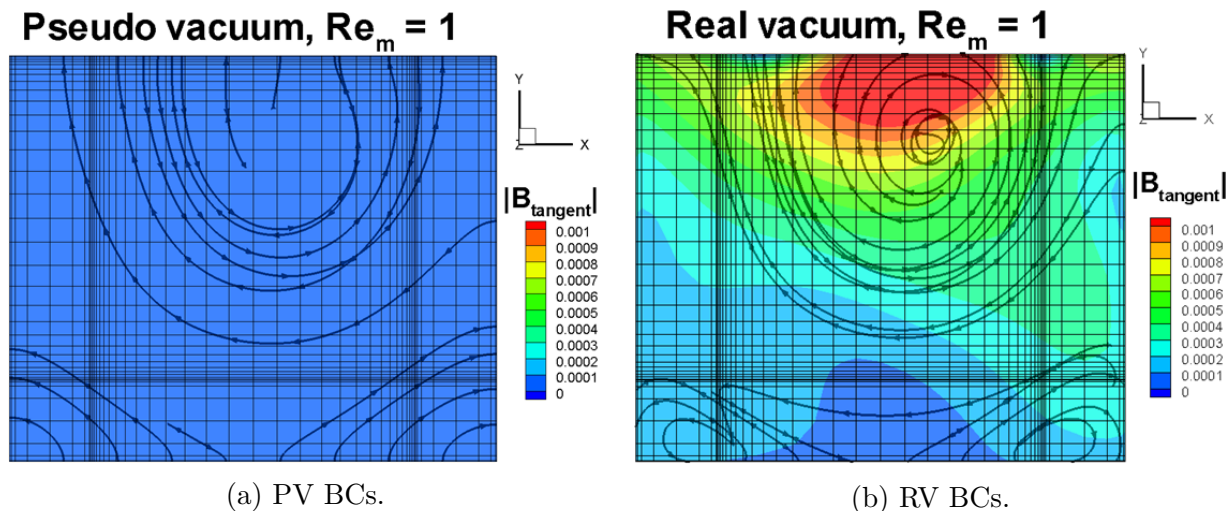 Pseudo vacuum, Re_m = 1
Y
Z
X
|B_tangent|
0.001
0.0009
0.0008
0.0007
0.0006
0.0005
0.0004
0.0003
0.0002
0.0001
0
(a) PV BCs.
Real vacuum, Re_m = 1
Y
Z
X
|B_tangent|
0.001
0.0009
0.0008
0.0007
0.0006
0.0005
0.0004
0.0003
0.0002
0.0001
0
(b) RV BCs.